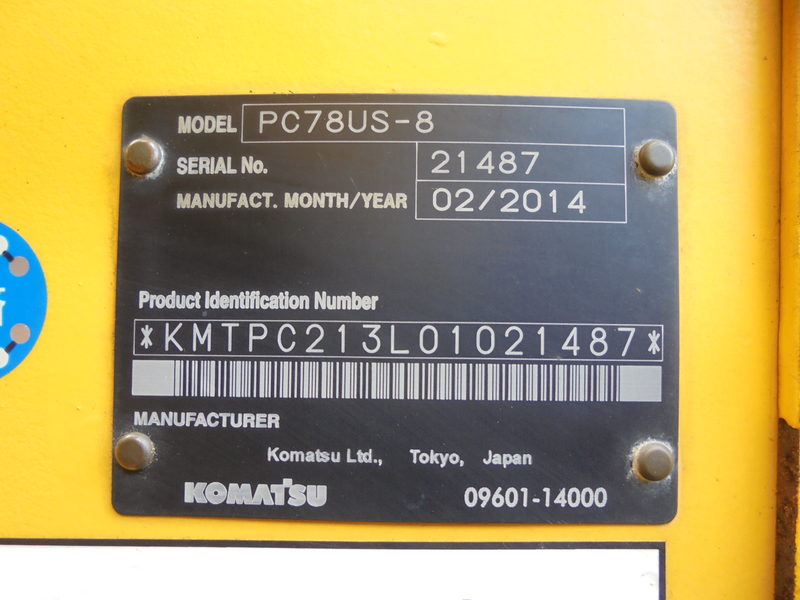 MODEL PC78US-8
SERIAL No. 21487
MANUFACT. MONTH/YEAR 02/2014
Product Identification Number
*KMTPC213L01021487*
MANUFACTURER
Komatsu Ltd., Tokyo, Japan
KOMATSU 09601-14000